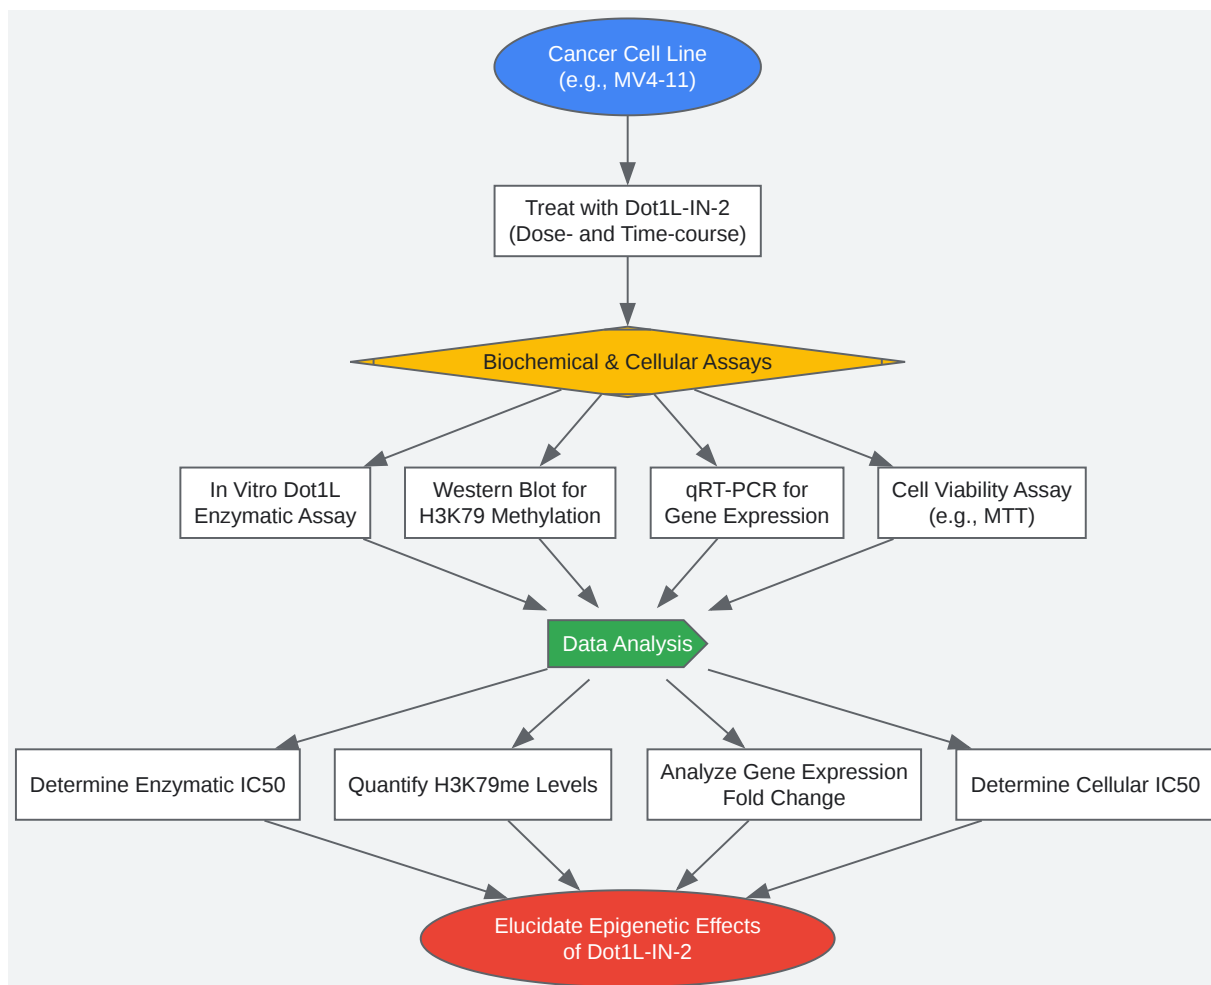 Cancer Cell Line
(e.g., MV4-11)
Treat with Dot1L-IN-2
(Dose- and Time-course)
Biochemical & Cellular Assays
In Vitro Dot1L
Enzymatic Assay
Western Blot for
H3K79 Methylation
qRT-PCR for
Gene Expression
Cell Viability Assay
(e.g., MTT)
Data Analysis
Determine Enzymatic IC50
Quantify H3K79me Levels
Analyze Gene Expression
Fold Change
Determine Cellular IC50
Elucidate Epigenetic Effects
of Dot1L-IN-2